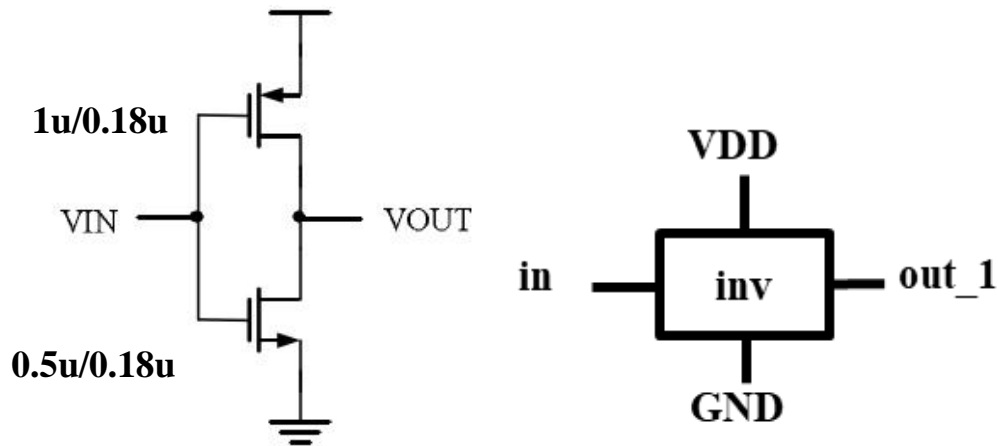 1u/0.18u
VIN
VOUT
0.5u/0.18u
VDD
in
inv
out_1
GND